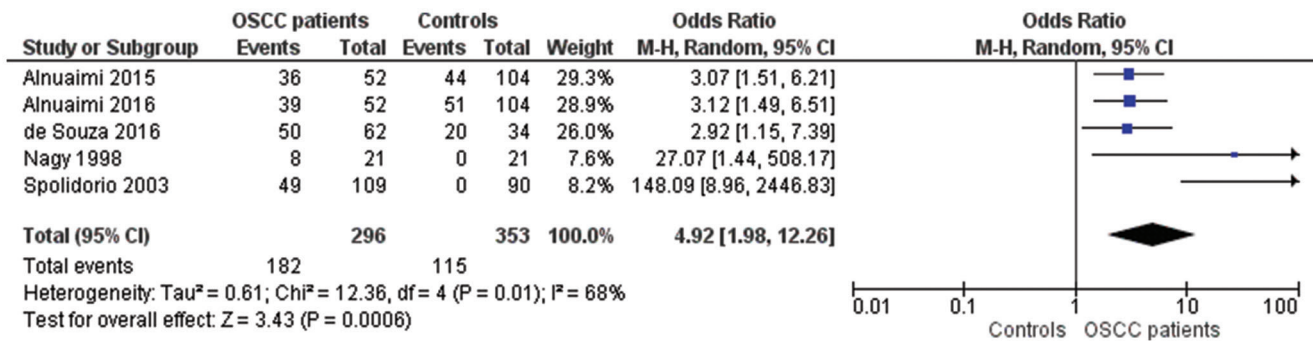 OSCC patients Controls Odds Ratio Odds Ratio
Study or Subgroup Events Total Events Total Weight M-H, Random, 95% CI M-H, Random, 95% CI
Alnuaimi 2015 36 52 44 104 29.3% 3.07 [1.51, 6.21]
Alnuaimi 2016 39 52 51 104 28.9% 3.12 [1.49, 6.51]
de Souza 2016 50 62 20 34 26.0% 2.92 [1.15, 7.39]
Nagy 1998 8 21 0 21 7.6% 27.07 [1.44, 508.17]
Spolidorio 2003 49 109 0 90 8.2% 148.09 [8.96, 2446.83]
Total (95% CI) 296 353 100.0% 4.92 [1.98, 12.26]
Total events 182 115
Heterogeneity: Tau² = 0.61; Chi² = 12.36, df = 4 (P = 0.01); I² = 68%
Test for overall effect: Z = 3.43 (P = 0.0006)
0.01 0.1 1 10 100
Controls OSCC patients